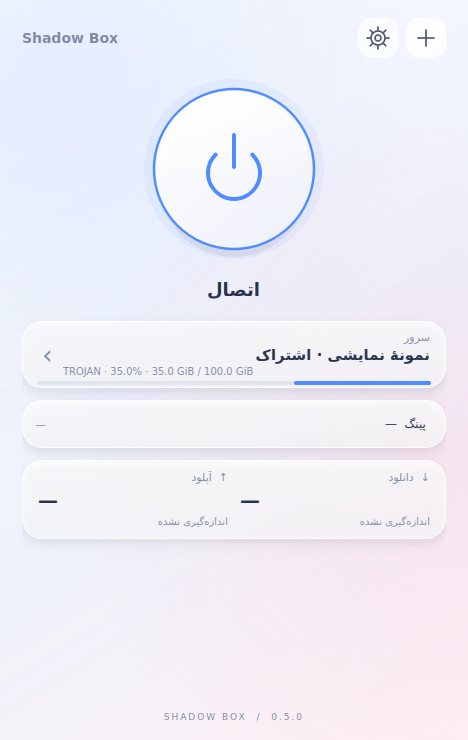 Shadow Box
اتصال
سرور
نمونهٔ نمایشی · اشتراک
TROJAN · 35.0% · 35.0 GiB / 100.0 GiB
پینگ —
—
↓ دانلود
—
اندازه‌گیری نشده
↑ آپلود
—
اندازه‌گیری نشده
SHADOW BOX / 0.5.0